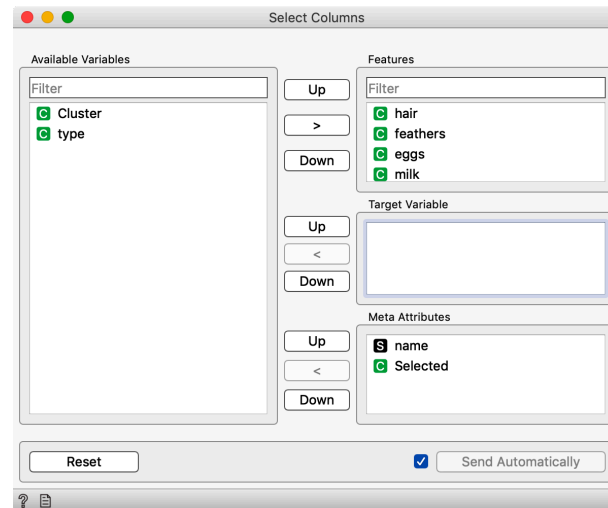 Select Columns
Available Variables
Filter
C Cluster
C type
Up
>
Down
Features
Filter
C hair
C feathers
C eggs
C milk
Up
<
Down
Target Variable
Up
<
Down
Meta Attributes
S name
C Selected
Reset
Send Automatically
?